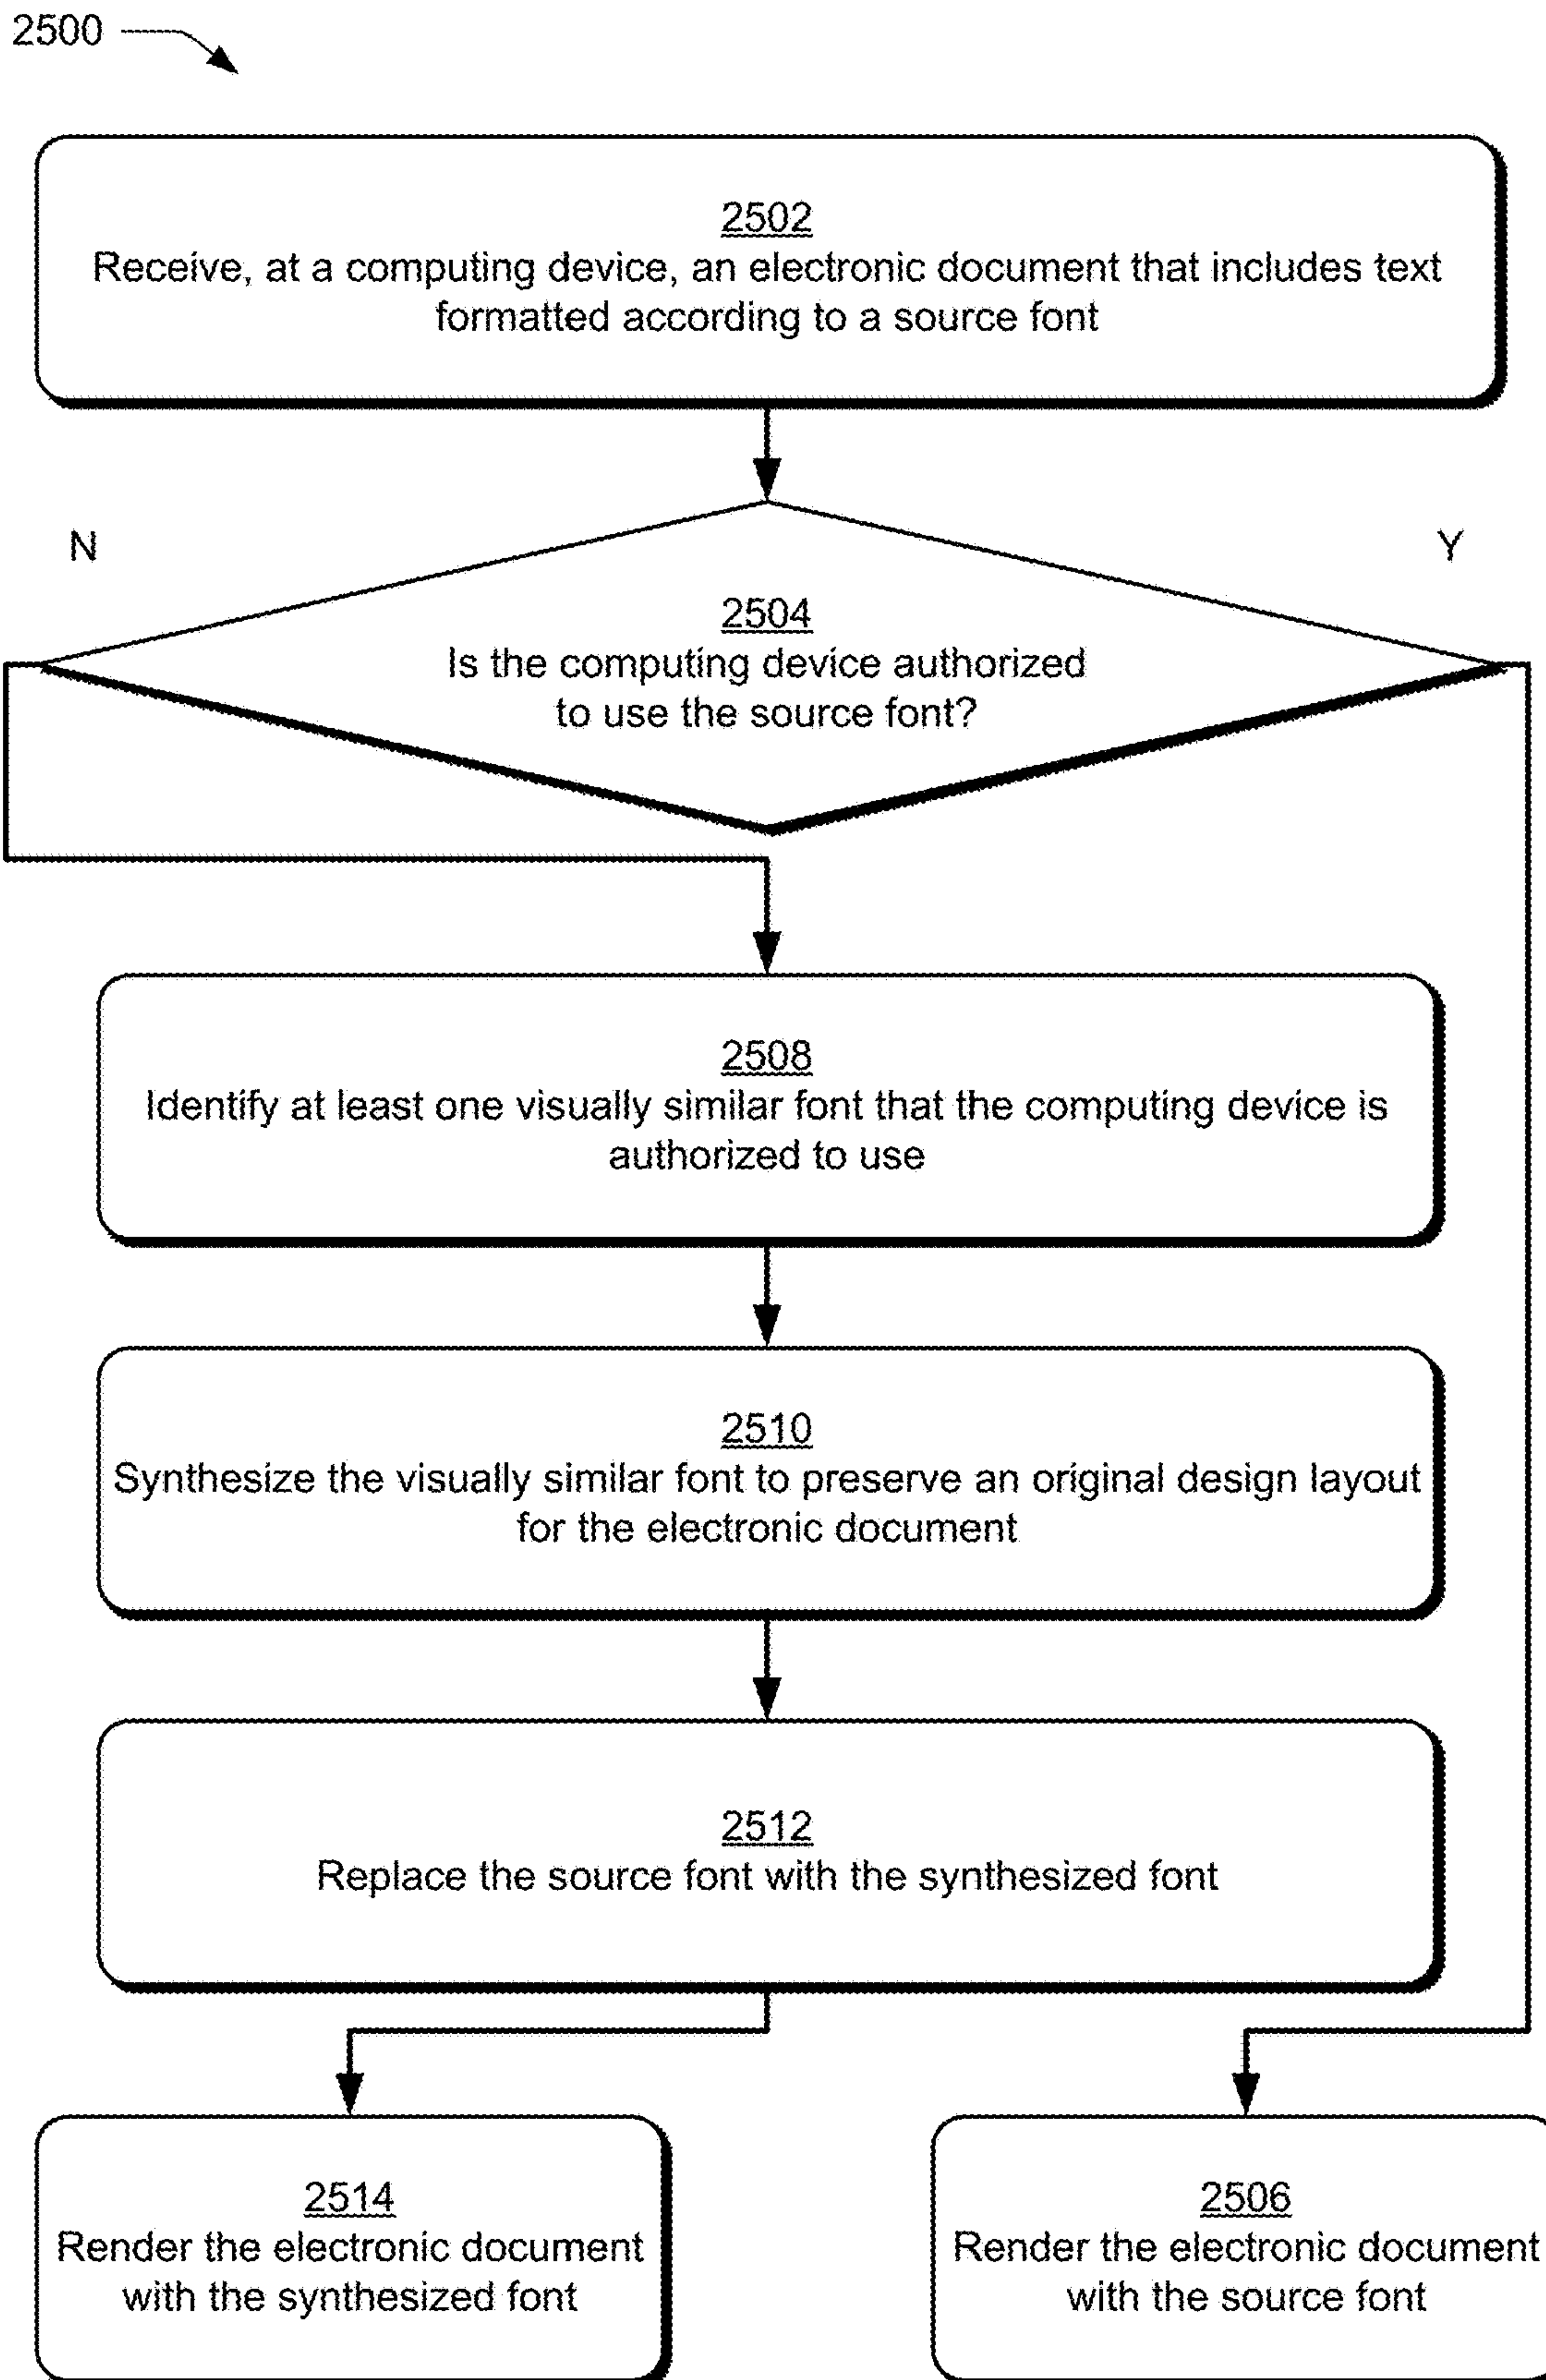 2500
2502
Receive, at a computing device, an electronic document that includes text
formatted according to a source font
N
Y
2504
Is the computing device authorized
to use the source font?
2508
Identify at least one visually similar font that the computing device is
authorized to use
2510
Synthesize the visually similar font to preserve an original design layout
for the electronic document
2512
Replace the source font with the synthesized font
2514
Render the electronic document
with the synthesized font
2506
Render the electronic document
with the source font